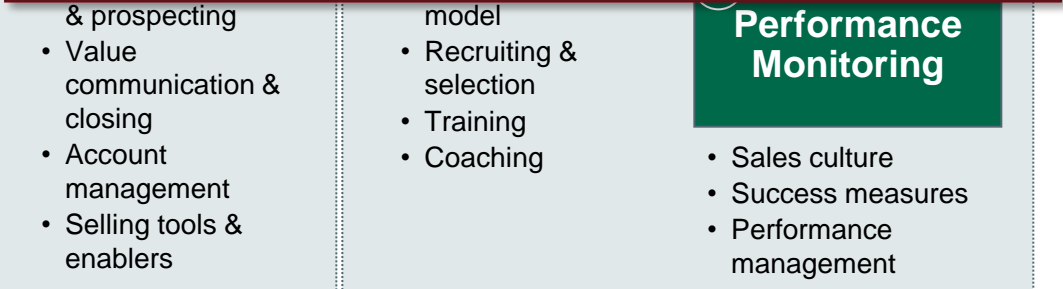 & prospecting
• Value
communication &
closing
• Account
management
• Selling tools &
enablers
model
• Recruiting &
selection
• Training
• Coaching
Performance
Monitoring
• Sales culture
• Success measures
• Performance
management